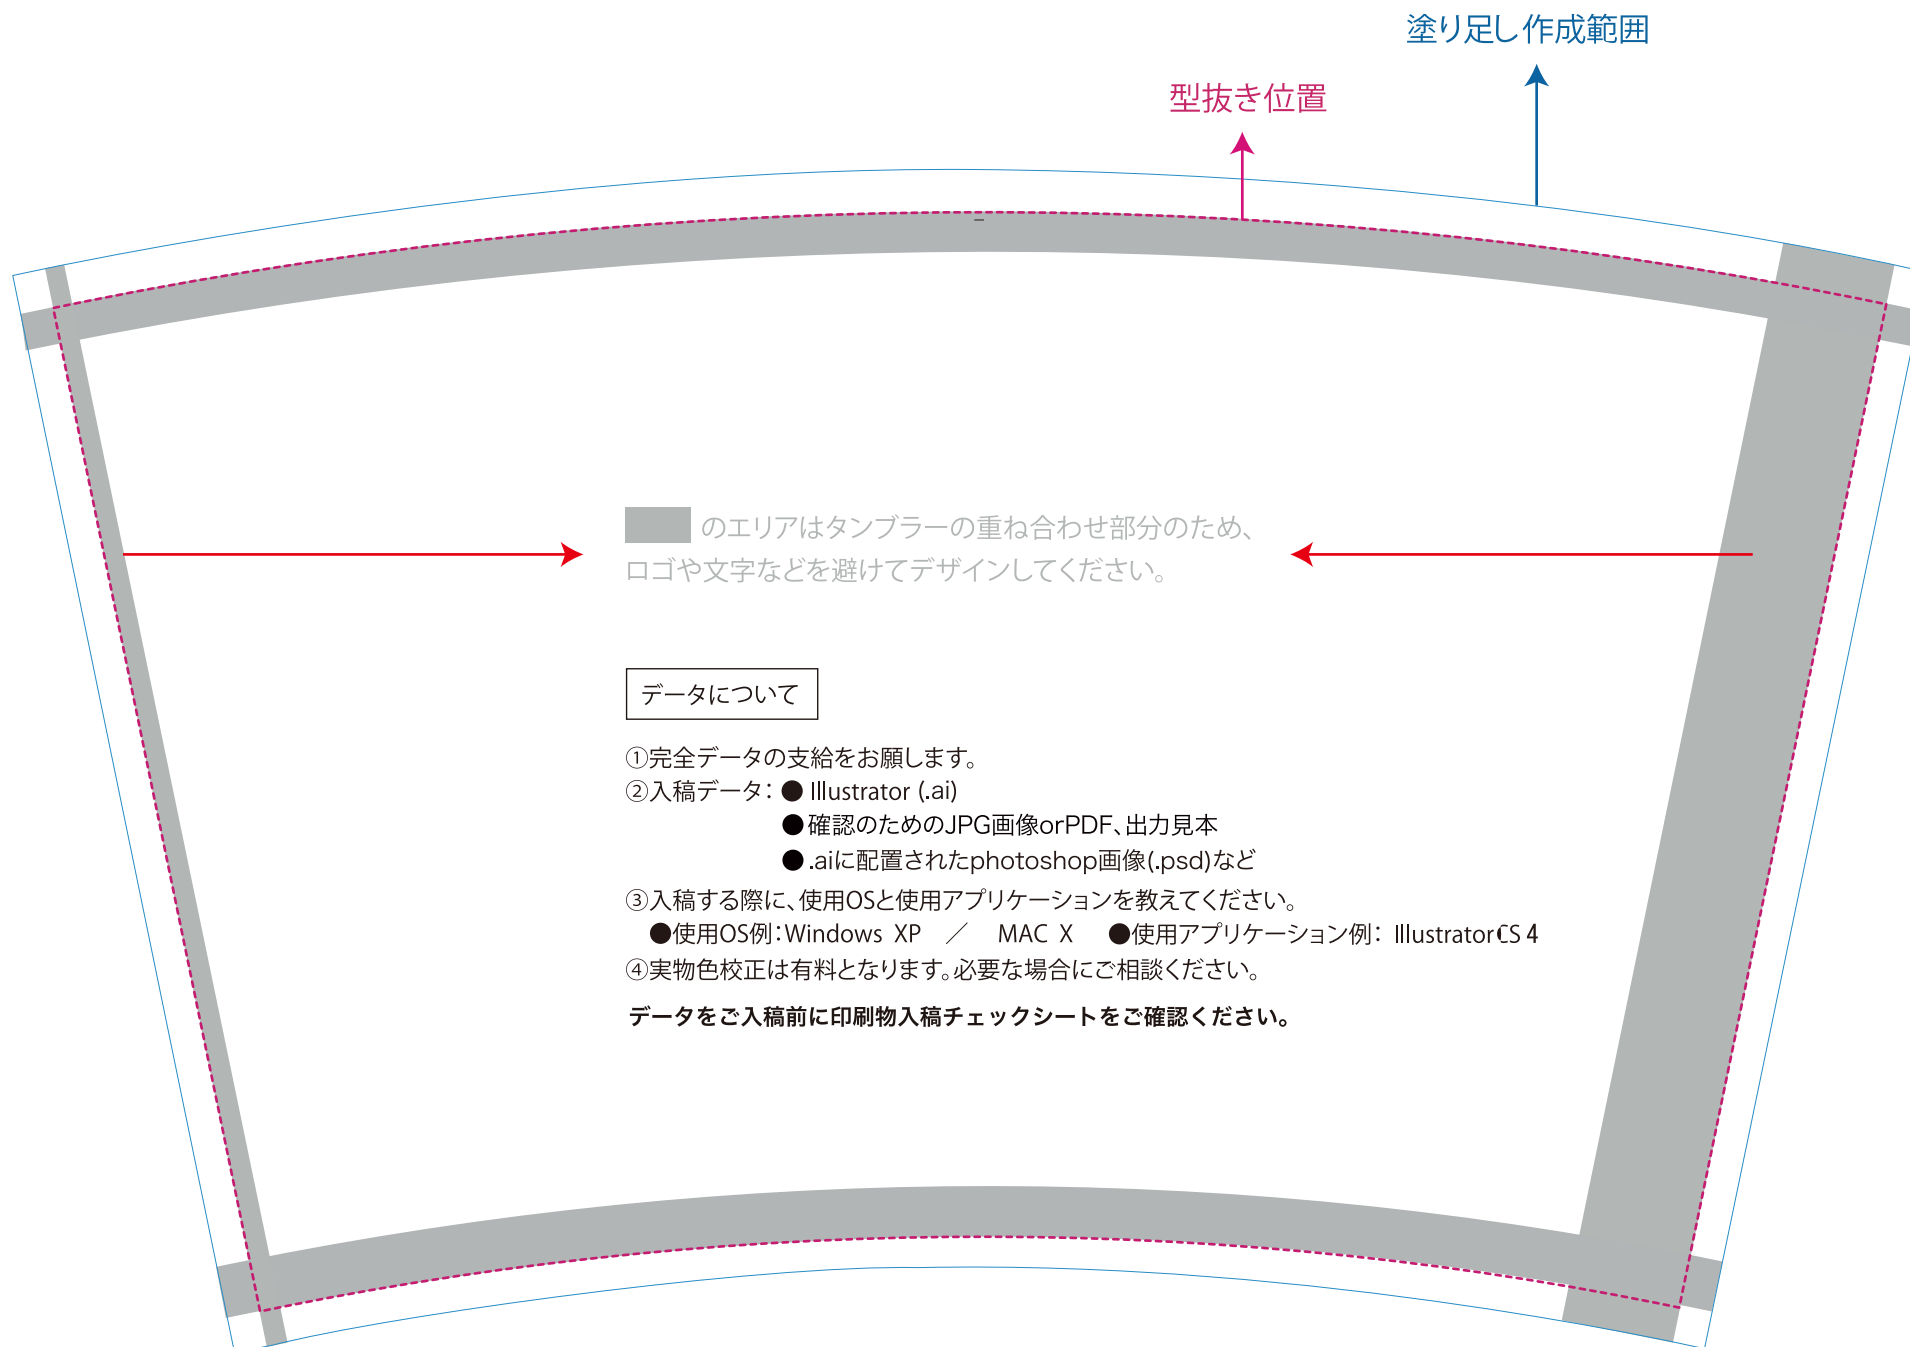 塗り足し作成範囲
型抜き位置
のエリアはタンブラーの重ね合わせ部分のため、
ロゴや文字などを避けてデザインしてください。
データについて
①完全データの支給をお願します。
②入稿データ：● Illustrator (.ai)
●確認のためのJPG画像orPDF、出力見本
●.aiに配置されたphotoshop画像(.psd)など
③入稿する際に、使用OSと使用アプリケーションを教えてください。
●使用OS例：Windows XP ／ MAC X ●使用アプリケーション例： Illustrator CS 4
④実物色校正は有料となります。必要な場合にご相談ください。
データをご入稿前に印刷物入稿チェックシートをご確認ください。